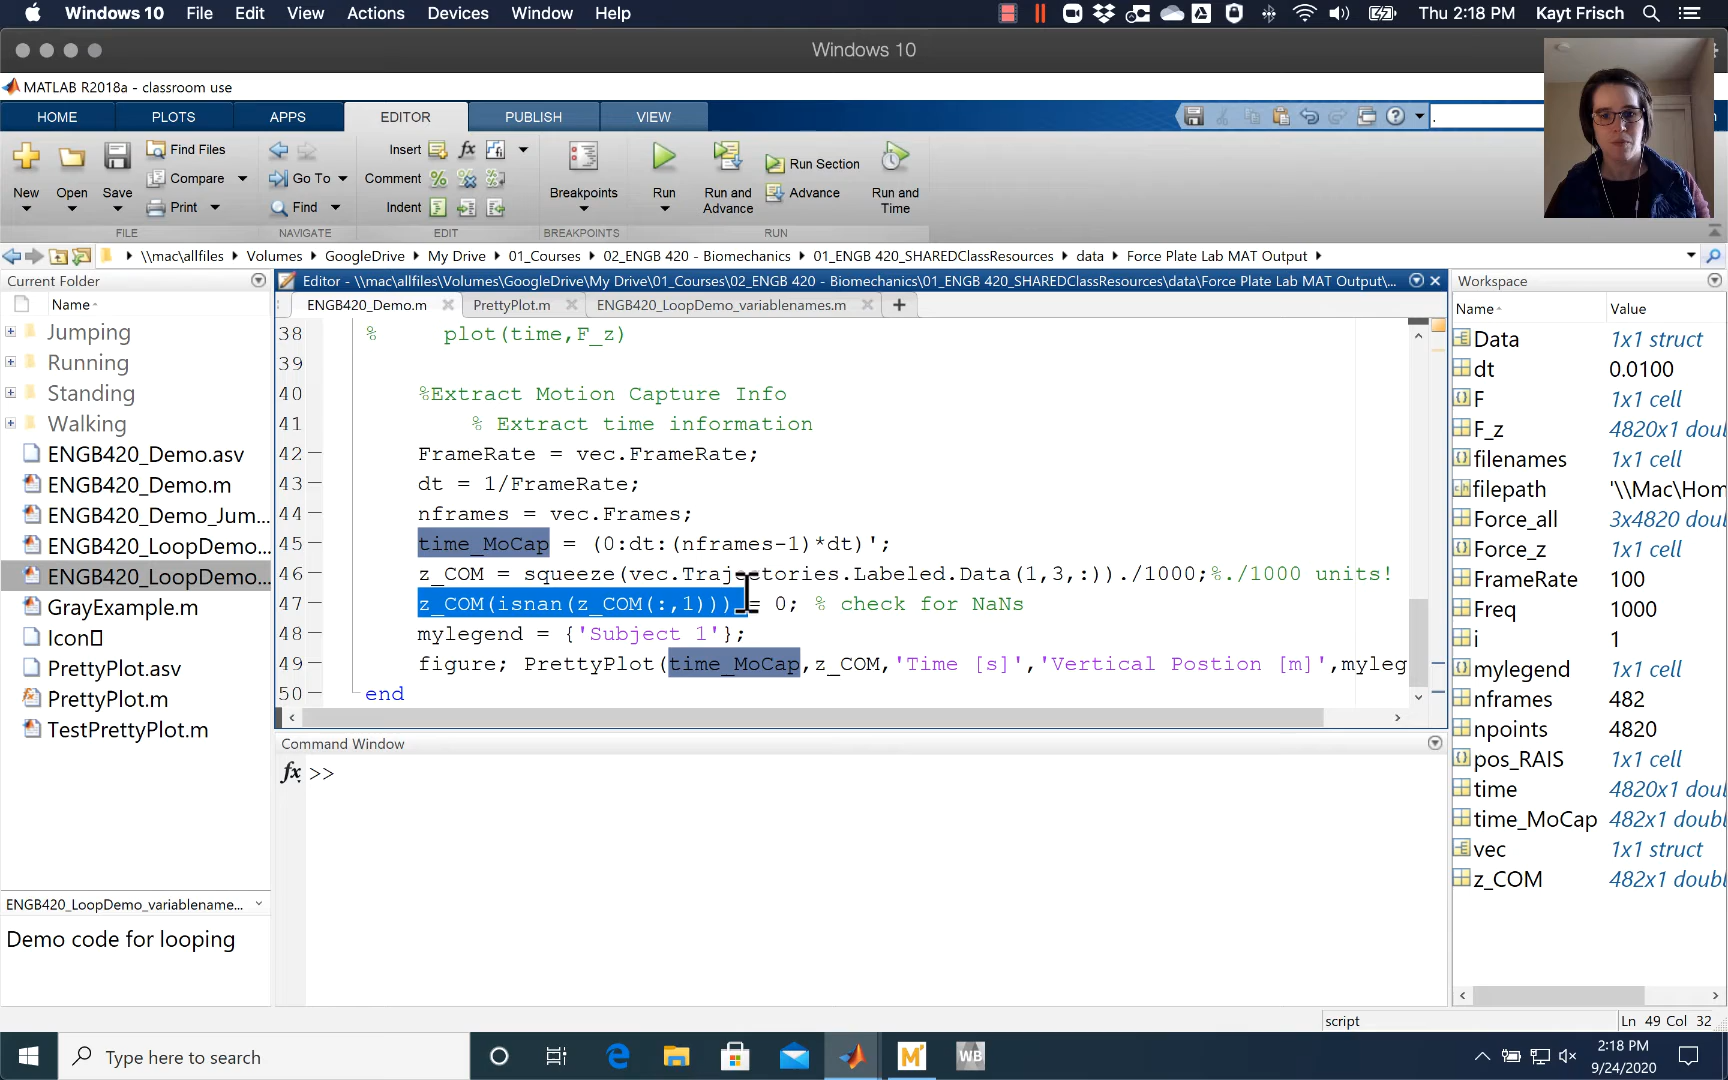 Windows 10 File Edit View Actions Devices Window Help Thu 2:18 PM Kayt Frisch
Windows 10
MATLAB R2018a - classroom use
HOME PLOTS APPS EDITOR PUBLISH VIEW
New Open Save Find Files Compare Print
FILE
Go To Find
NAVIGATE
Insert fx
Comment %
Indent
EDIT
Breakpoints
BREAKPOINTS
Run Run and Advance Run Section Advance Run and Time
RUN
\\mac\allfiles Volumes GoogleDrive My Drive 01_Courses 02_ENGB 420 - Biomechanics 01_ENGB 420_SHAREDClassResources data Force Plate Lab MAT Output
Current Folder
Name
Jumping
Running
Standing
Walking
ENGB420_Demo.asv
ENGB420_Demo.m
ENGB420_Demo_Jum...
ENGB420_LoopDemo...
ENGB420_LoopDemo...
GrayExample.m
Icon
PrettyPlot.asv
PrettyPlot.m
TestPrettyPlot.m
ENGB420_LoopDemo_variablename...
Demo code for looping
Editor - \\mac\allfiles\Volumes\GoogleDrive\My Drive\01_Courses\02_ENGB 420 - Biomechanics\01_ENGB 420_SHAREDClassResources\data\Force Plate Lab MAT Output\...
ENGB420_Demo.m PrettyPlot.m ENGB420_LoopDemo_variablenames.m
38 % plot(time,F_z)
39
40 %Extract Motion Capture Info
41 % Extract time information
42 FrameRate = vec.FrameRate;
43 dt = 1/FrameRate;
44 nframes = vec.Frames;
45 time_MoCap = (0:dt:(nframes-1)*dt)';
46 z_COM = squeeze(vec.Trajectories.Labeled.Data(1,3,:))./1000;%./1000 units!
47 z_COM(isnan(z_COM(:,1))) = 0; % check for NaNs
48 mylegend = {'Subject 1'};
49 figure; PrettyPlot(time_MoCap,z_COM,'Time [s]','Vertical Postion [m]',myleg
50 end
Command Window
fx >>
Workspace
Name Value
Data 1x1 struct
dt 0.0100
F 1x1 cell
F_z 4820x1 doul
filenames 1x1 cell
filepath '\\Mac\Hom
Force_all 3x4820 doul
Force_z 1x1 cell
FrameRate 100
Freq 1000
i 1
mylegend 1x1 cell
nframes 482
npoints 4820
pos_RAIS 1x1 cell
time 4820x1 doul
time_MoCap 482x1 doubl
vec 1x1 struct
z_COM 482x1 doubl
script Ln 49 Col 32
Type here to search
WB
2:18 PM
9/24/2020